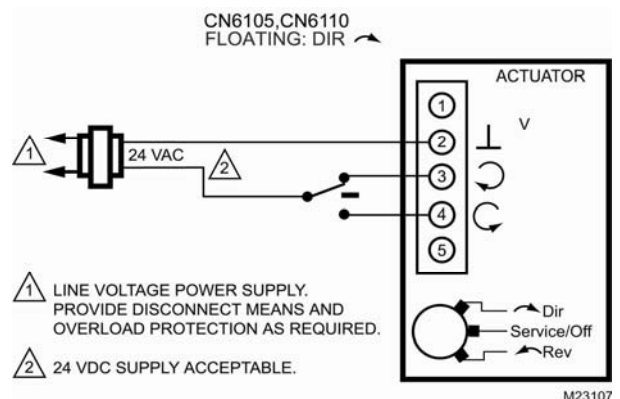 CN6105,CN6110
FLOATING: DIR
ACTUATOR
1
V
2
1
24 VAC
2
3
4
5
1 LINE VOLTAGE POWER SUPPLY.
PROVIDE DISCONNECT MEANS AND
OVERLOAD PROTECTION AS REQUIRED.
2 24 VDC SUPPLY ACCEPTABLE.
Dir
Service/Off
Rev
M23107